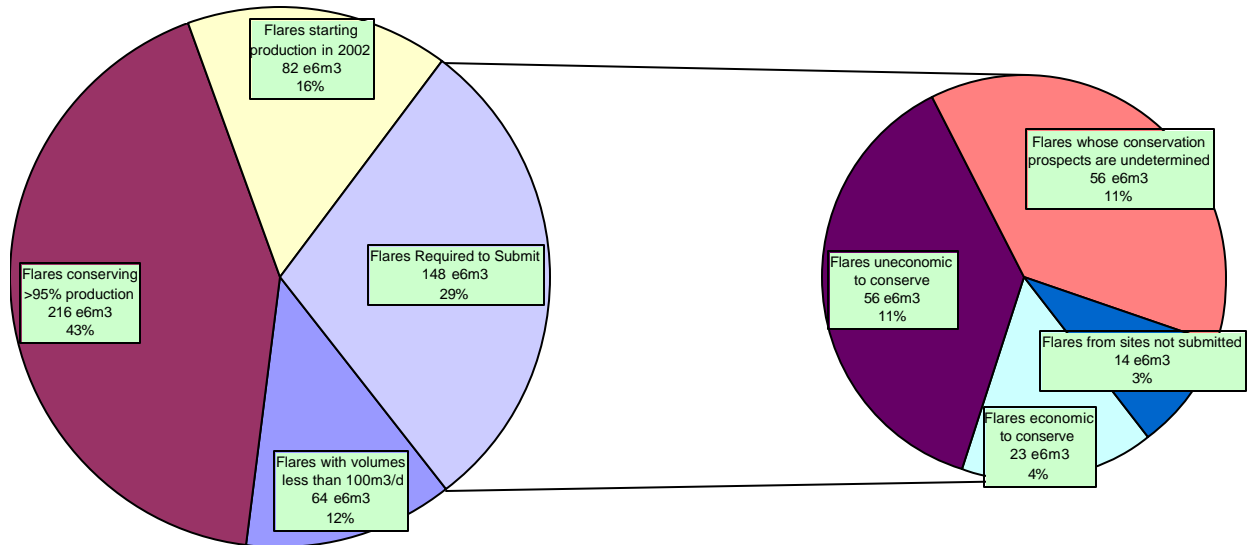 Flares starting
production in 2002
82 e6m3
16%
Flares Required to Submit
148 e6m3
29%
Flares conserving
>95% production
216 e6m3
43%
Flares with volumes
less than 100m3/d
64 e6m3
12%
Flares whose conservation
prospects are undetermined
56 e6m3
11%
Flares uneconomic
to conserve
56 e6m3
11%
Flares from sites not submitted
14 e6m3
3%
Flares economic
to conserve
23 e6m3
4%